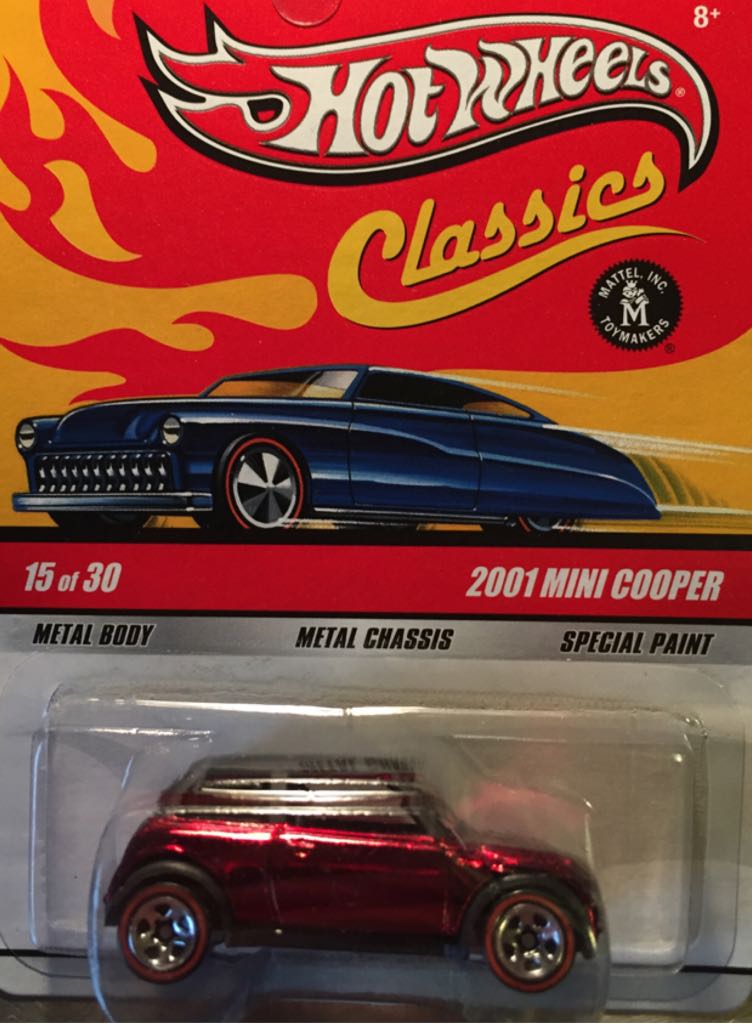 8+
HOT WHEELS®
Classics
MATTEL, INC.
M
TOYMAKERS
®
15 of 30
2001 MINI COOPER
METAL BODY METAL CHASSIS SPECIAL PAINT